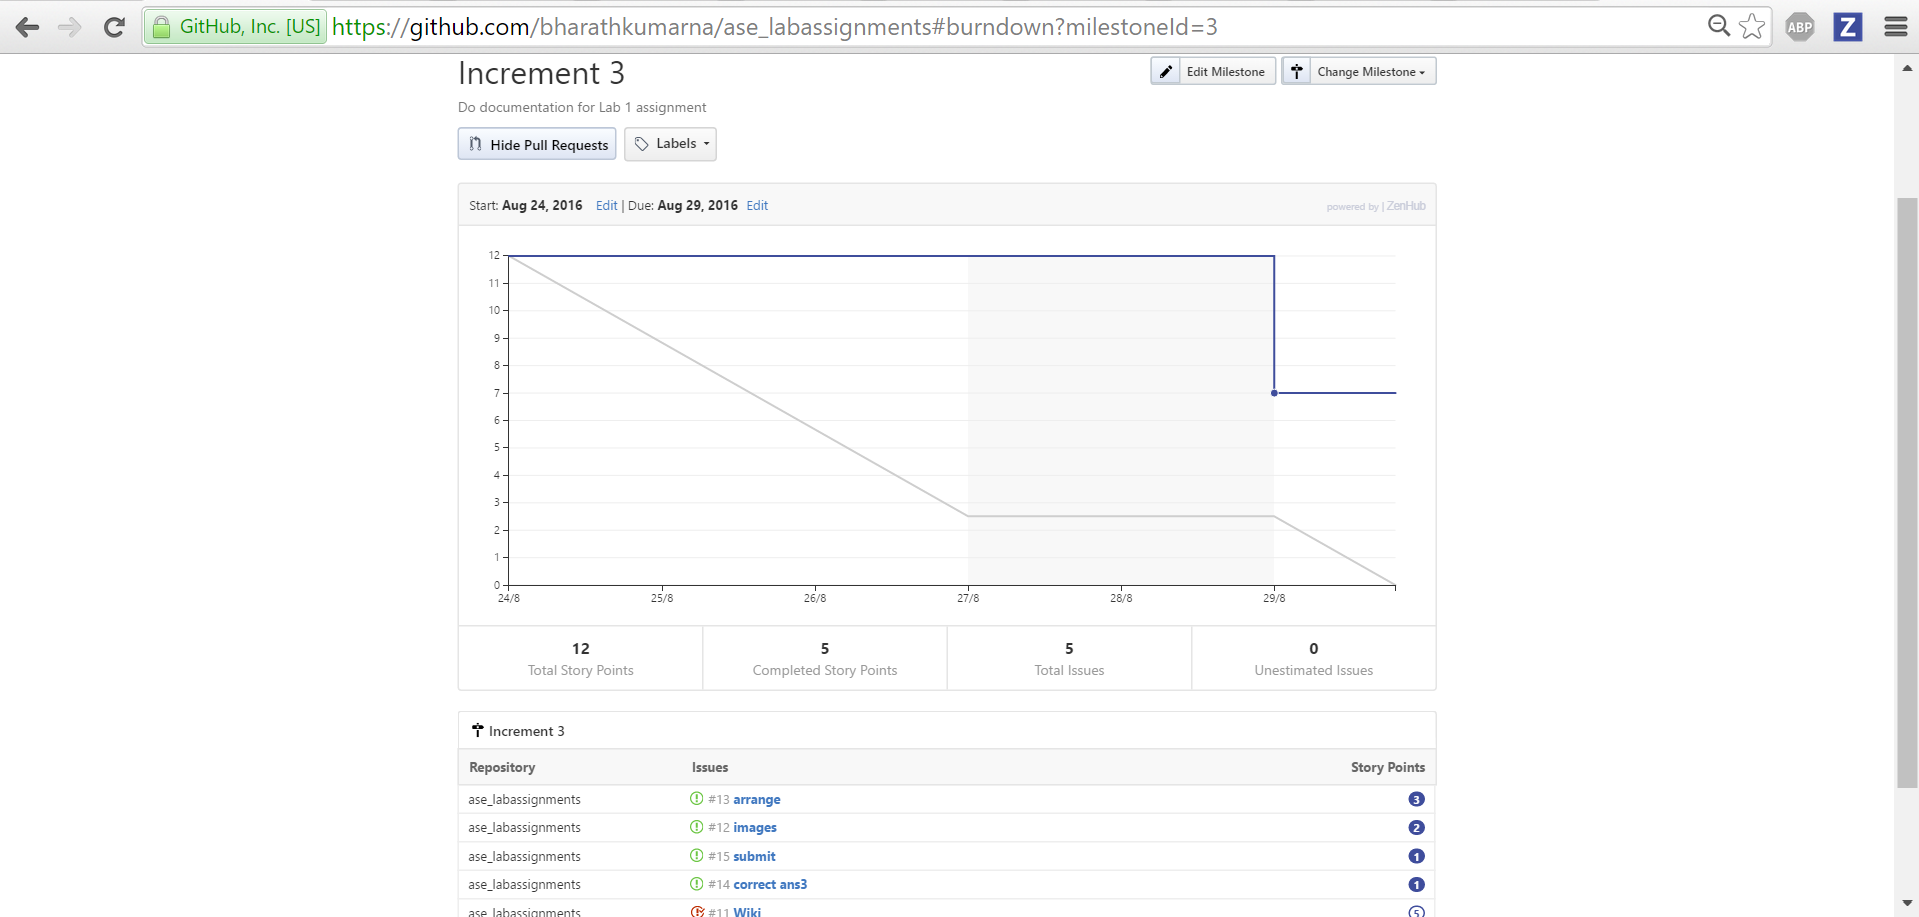 GitHub, Inc. [US] https://github.com/bharathkumarna/ase_labassignments#burndown?milestoneId=3
ABP
Z
Increment 3
Edit Milestone
Change Milestone
Do documentation for Lab 1 assignment
Hide Pull Requests
Labels
Start: Aug 24, 2016 Edit | Due: Aug 29, 2016 Edit
powered by | ZenHub
12
11
10
9
8
7
6
5
4
3
2
1
0
24/8 25/8 26/8 27/8 28/8 29/8
12 5 5 0
Total Story Points Completed Story Points Total Issues Unestimated Issues
Increment 3
Repository Issues Story Points
ase_labassignments #13 arrange 3
ase_labassignments #12 images 2
ase_labassignments #15 submit 1
ase_labassignments #14 correct ans3 1
ase_labassignments #11 Wiki 5